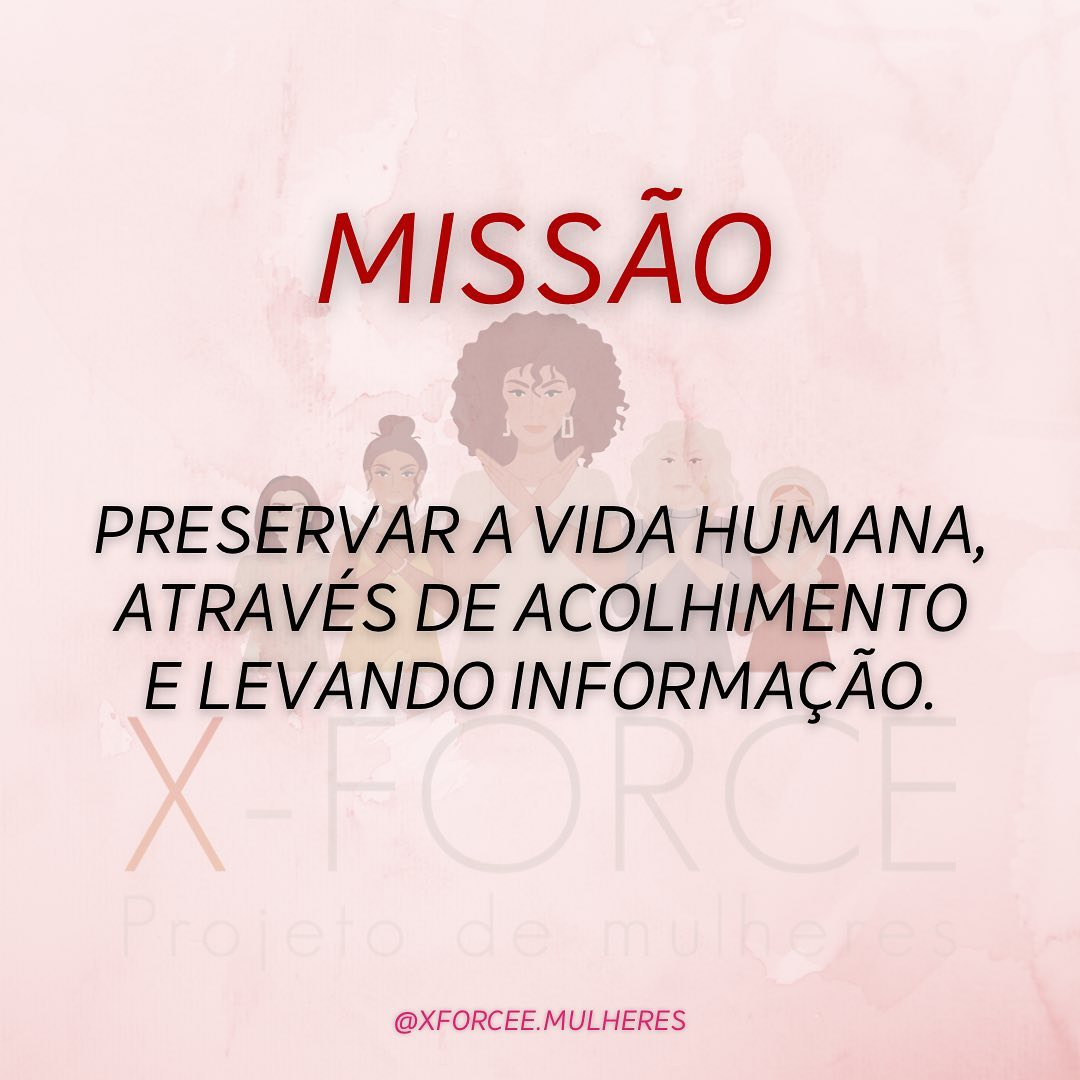 MISSÃO
PRESERVAR A VIDA HUMANA,
ATRAVÉS DE ACOLHIMENTO
E LEVANDO INFORMAÇÃO.
X-FORCE
Projeto de mulheres
@XFORCEE.MULHERES